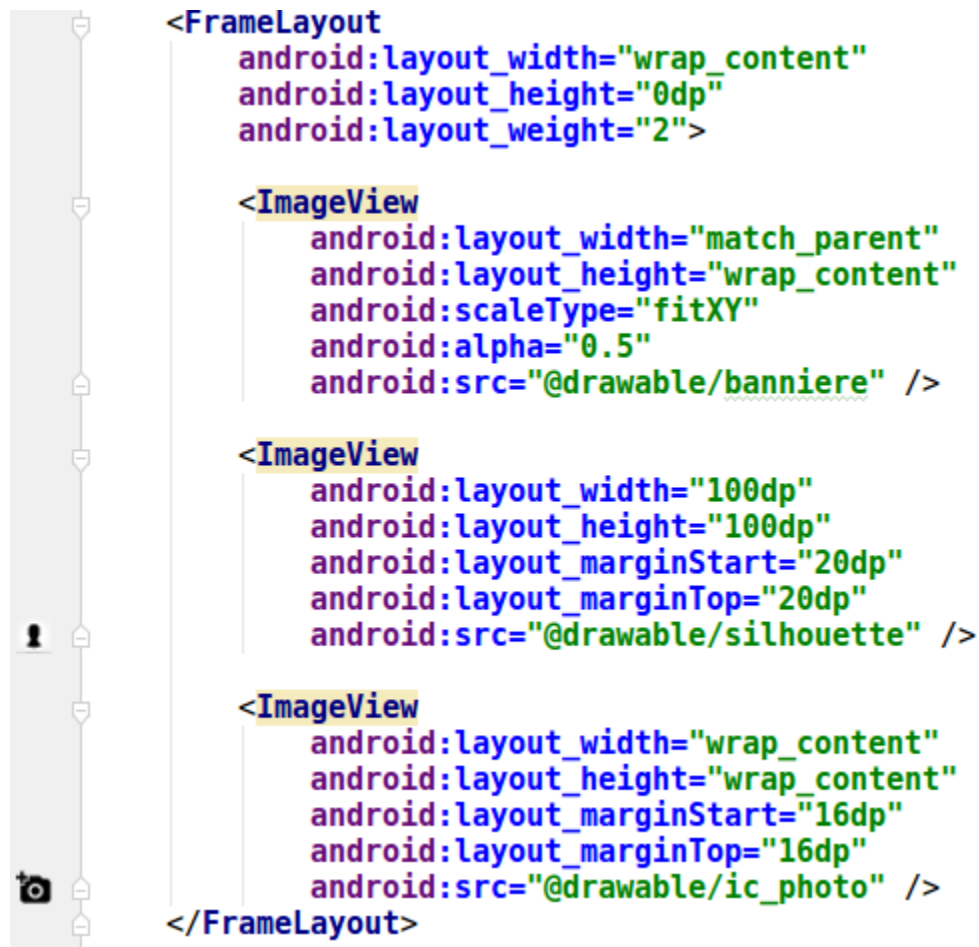 <FrameLayout
android:layout_width="wrap_content"
android:layout_height="0dp"
android:layout_weight="2">
<ImageView
android:layout_width="match_parent"
android:layout_height="wrap_content"
android:scaleType="fitXY"
android:alpha="0.5"
android:src="@drawable/banniere" />
<ImageView
android:layout_width="100dp"
android:layout_height="100dp"
android:layout_marginStart="20dp"
android:layout_marginTop="20dp"
android:src="@drawable/silhouette" />
<ImageView
android:layout_width="wrap_content"
android:layout_height="wrap_content"
android:layout_marginStart="16dp"
android:layout_marginTop="16dp"
android:src="@drawable/ic_photo" />
</FrameLayout>